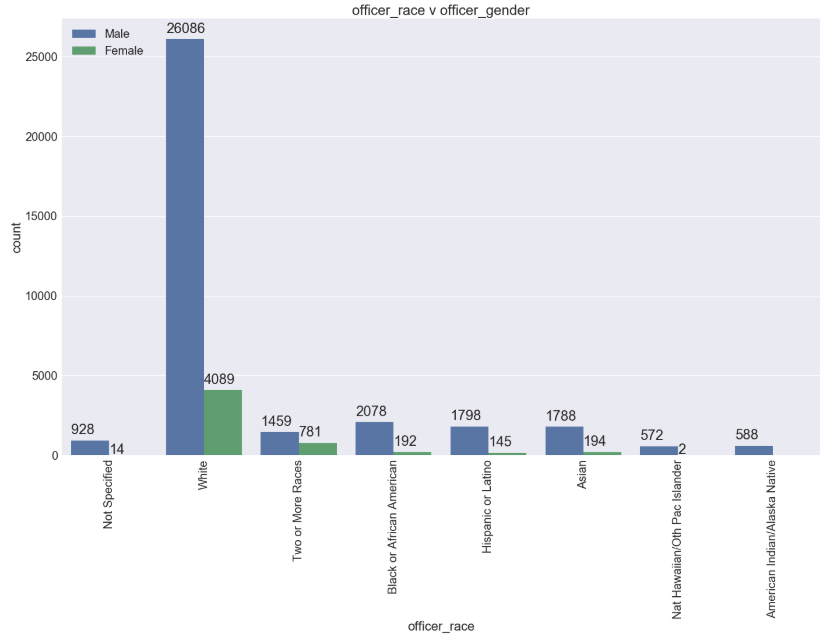 officer_race v officer_gender
Male
Female
count
25000
20000
15000
10000
5000
0
928
14
26086
4089
1459
781
2078
192
1798
145
1788
194
572
2
588
Not Specified
White
Two or More Races
Black or African American
Hispanic or Latino
Asian
Nat Hawaiian/Oth Pac Islander
American Indian/Alaska Native
officer_race